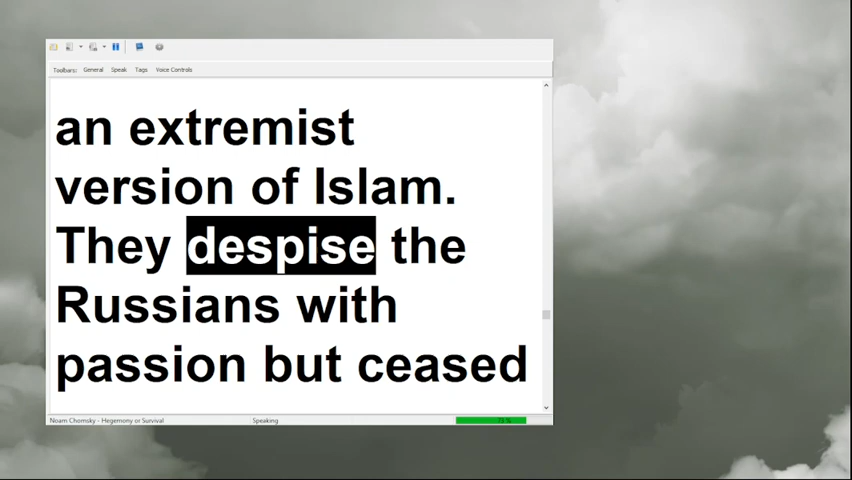 Toolbars: General Speak Tags Voice Controls
an extremist
version of Islam.
They despise the
Russians with
passion but ceased
Noam Chomsky - Hegemony or Survival Speaking 75 %